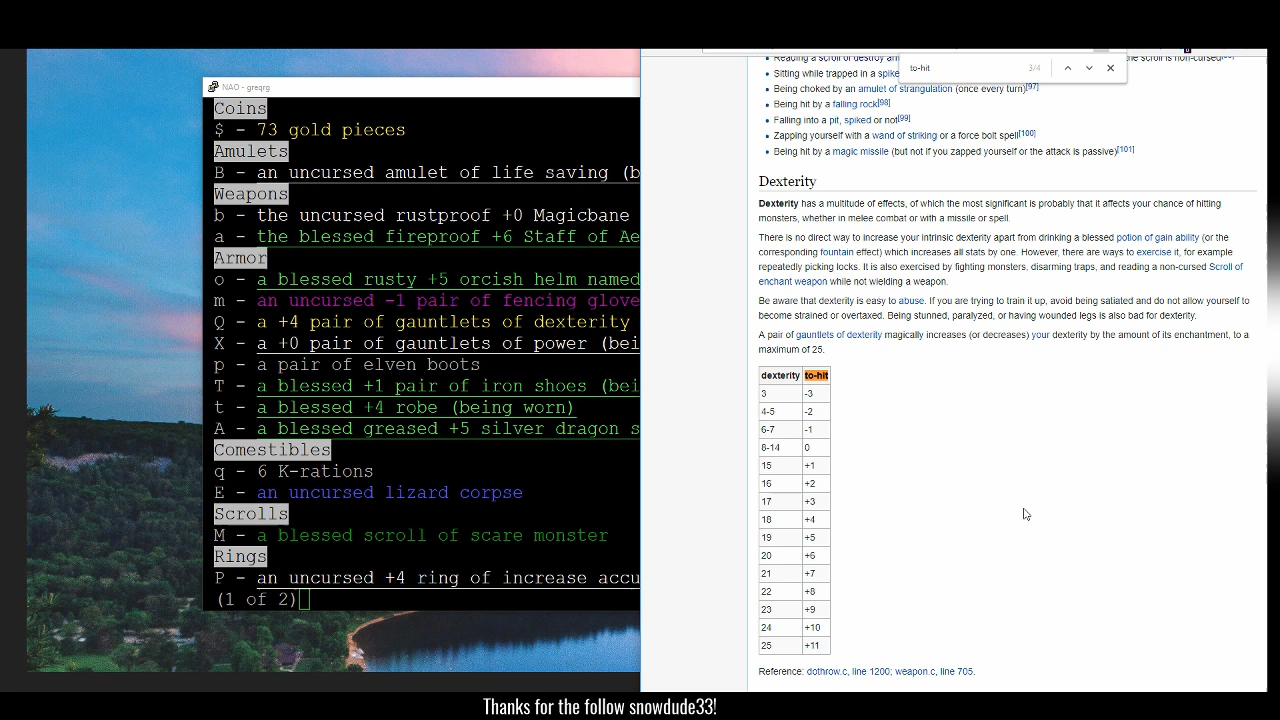 NAO - greqrg
Coins
$ - 73 gold pieces
Amulets
B - an uncursed amulet of life saving (b
Weapons
b - the uncursed rustproof +0 Magicbane
a - the blessed fireproof +6 Staff of Ae
Armor
o - a blessed rusty +5 orcish helm named
m - an uncursed -1 pair of fencing glove
Q - a +4 pair of gauntlets of dexterity
X - a +0 pair of gauntlets of power (bei
p - a pair of elven boots
T - a blessed +1 pair of iron shoes (bei
t - a blessed +4 robe (being worn)
A - a blessed greased +5 silver dragon s
Comestibles
q - 6 K-rations
E - an uncursed lizard corpse
Scrolls
M - a blessed scroll of scare monster
Rings
P - an uncursed +4 ring of increase accu
(1 of 2)
to-hit 3/4
Reading a scroll of destroy arm
Sitting while trapped in a spike
Being choked by an amulet of strangulation (once every turn)[97]
Being hit by a falling rock[98]
Falling into a pit, spiked or not[99]
Zapping yourself with a wand of striking or a force bolt spell[100]
Being hit by a magic missile (but not if you zapped yourself or the attack is passive)[101]
Dexterity
Dexterity has a multitude of effects, of which the most significant is probably that it affects your chance of hitting
monsters, whether in melee combat or with a missile or spell.
There is no direct way to increase your intrinsic dexterity apart from drinking a blessed potion of gain ability (or the
corresponding fountain effect) which increases all stats by one. However, there are ways to exercise it, for example
repeatedly picking locks. It is also exercised by fighting monsters, disarming traps, and reading a non-cursed Scroll of
enchant weapon while not wielding a weapon.
Be aware that dexterity is easy to abuse. If you are trying to train it up, avoid being satiated and do not allow yourself to
become strained or overtaxed. Being stunned, paralyzed, or having wounded legs is also bad for dexterity.
A pair of gauntlets of dexterity magically increases (or decreases) your dexterity by the amount of its enchantment, to a
maximum of 25.
dexterity to-hit
3 -3
4-5 -2
6-7 -1
8-14 0
15 +1
16 +2
17 +3
18 +4
19 +5
20 +6
21 +7
22 +8
23 +9
24 +10
25 +11
Reference: dothrow.c, line 1200; weapon.c, line 705.
Thanks for the follow snowdude33!